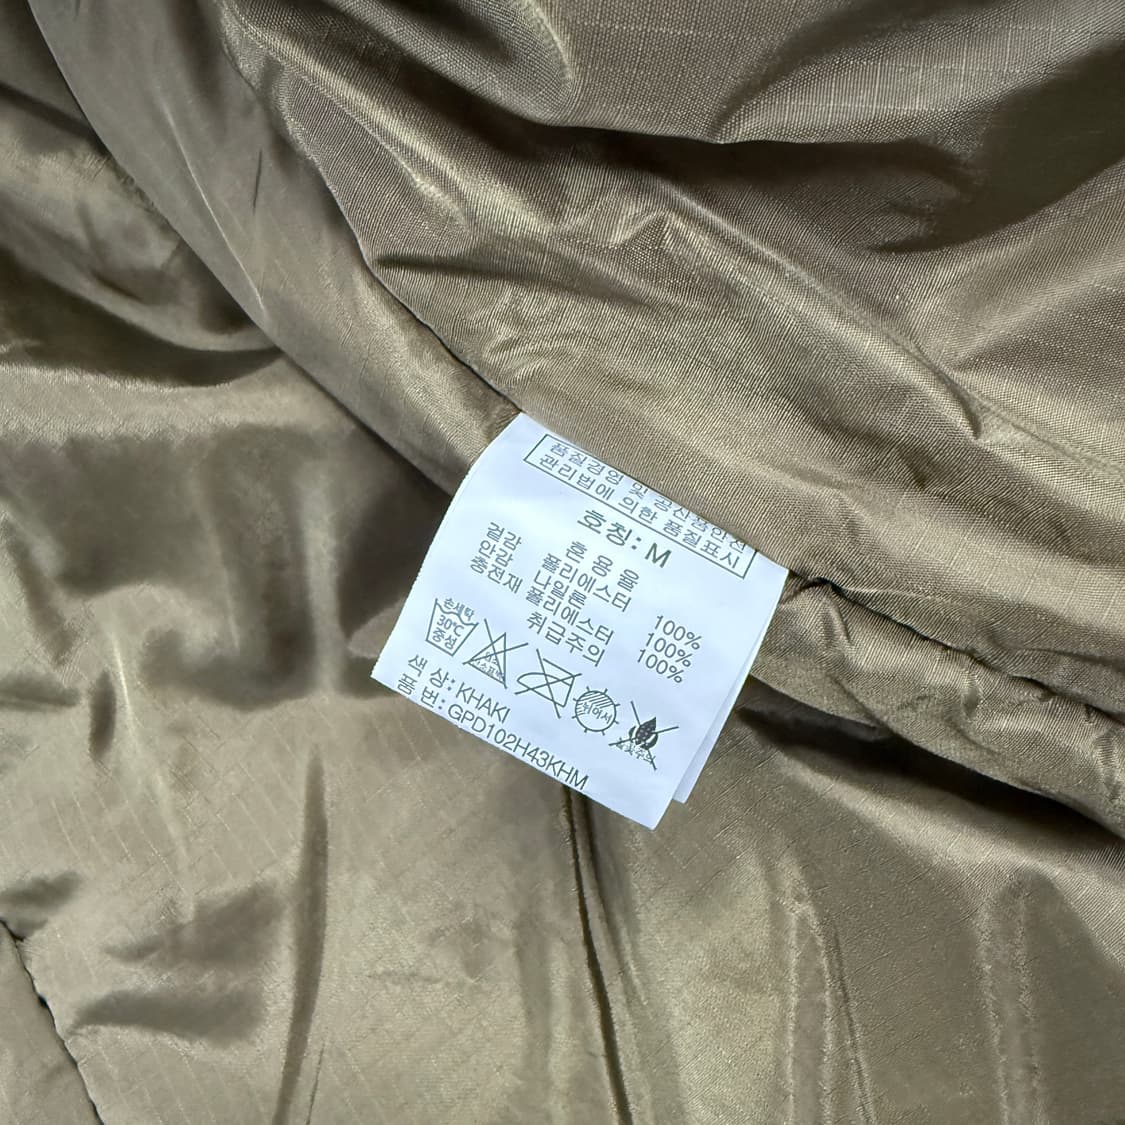 품질경영 및 공산품안전
관리법에 의한 품질표시
호칭: M
혼 용 율
겉감 폴리에스터 100%
안감 나일론 100%
충전재 폴리에스터 100%
취급주의
손세탁
30℃
중성
색 상: KHAKI
품 번: GPD102H43KHM